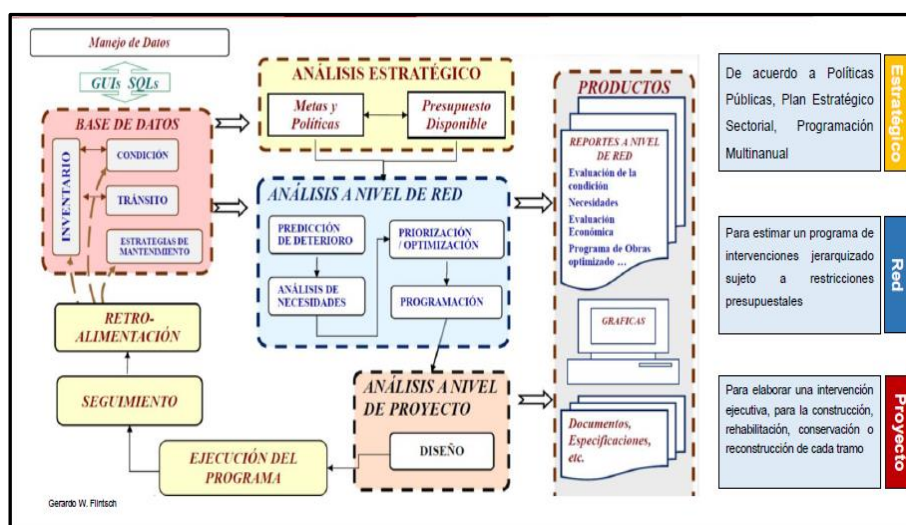 Manejo de Datos
GUIs SQLs
BASE DE DATOS
INVENTARIO
CONDICIÓN
TRÁNSITO
ESTRATEGIAS DE
MANTENIMIENTO
RETRO-
ALIMENTACIÓN
SEGUIMIENTO
EJECUCIÓN DEL
PROGRAMA
ANÁLISIS ESTRATÉGICO
Metas y
Políticas
Presupuesto
Disponible
ANÁLISIS A NIVEL DE RED
PREDICCIÓN
DE DETERIORO
ANÁLISIS DE
NECESIDADES
PRIORIZACIÓN
/ OPTIMIZACIÓN
PROGRAMACIÓN
ANÁLISIS A NIVEL
DE PROYECTO
DISEÑO
PRODUCTOS
REPORTES A NIVEL
DE RED
Evaluación de la
condición
Necesidades
Evaluación
Económica
Programa de Obras
optimizado ...
GRAFICAS
Documentos,
Especificaciones,
etc.
De acuerdo a Políticas
Públicas, Plan Estratégico
Sectorial, Programación
Multinanual
Estratégico
Para estimar un programa de
intervenciones jerarquizado
sujeto a restricciones
presupuestales
Red
Para elaborar una intervención
ejecutiva, para la construcción,
rehabilitación, conservación o
reconstrucción de cada tramo
Proyecto
Gerardo W. Flintsch